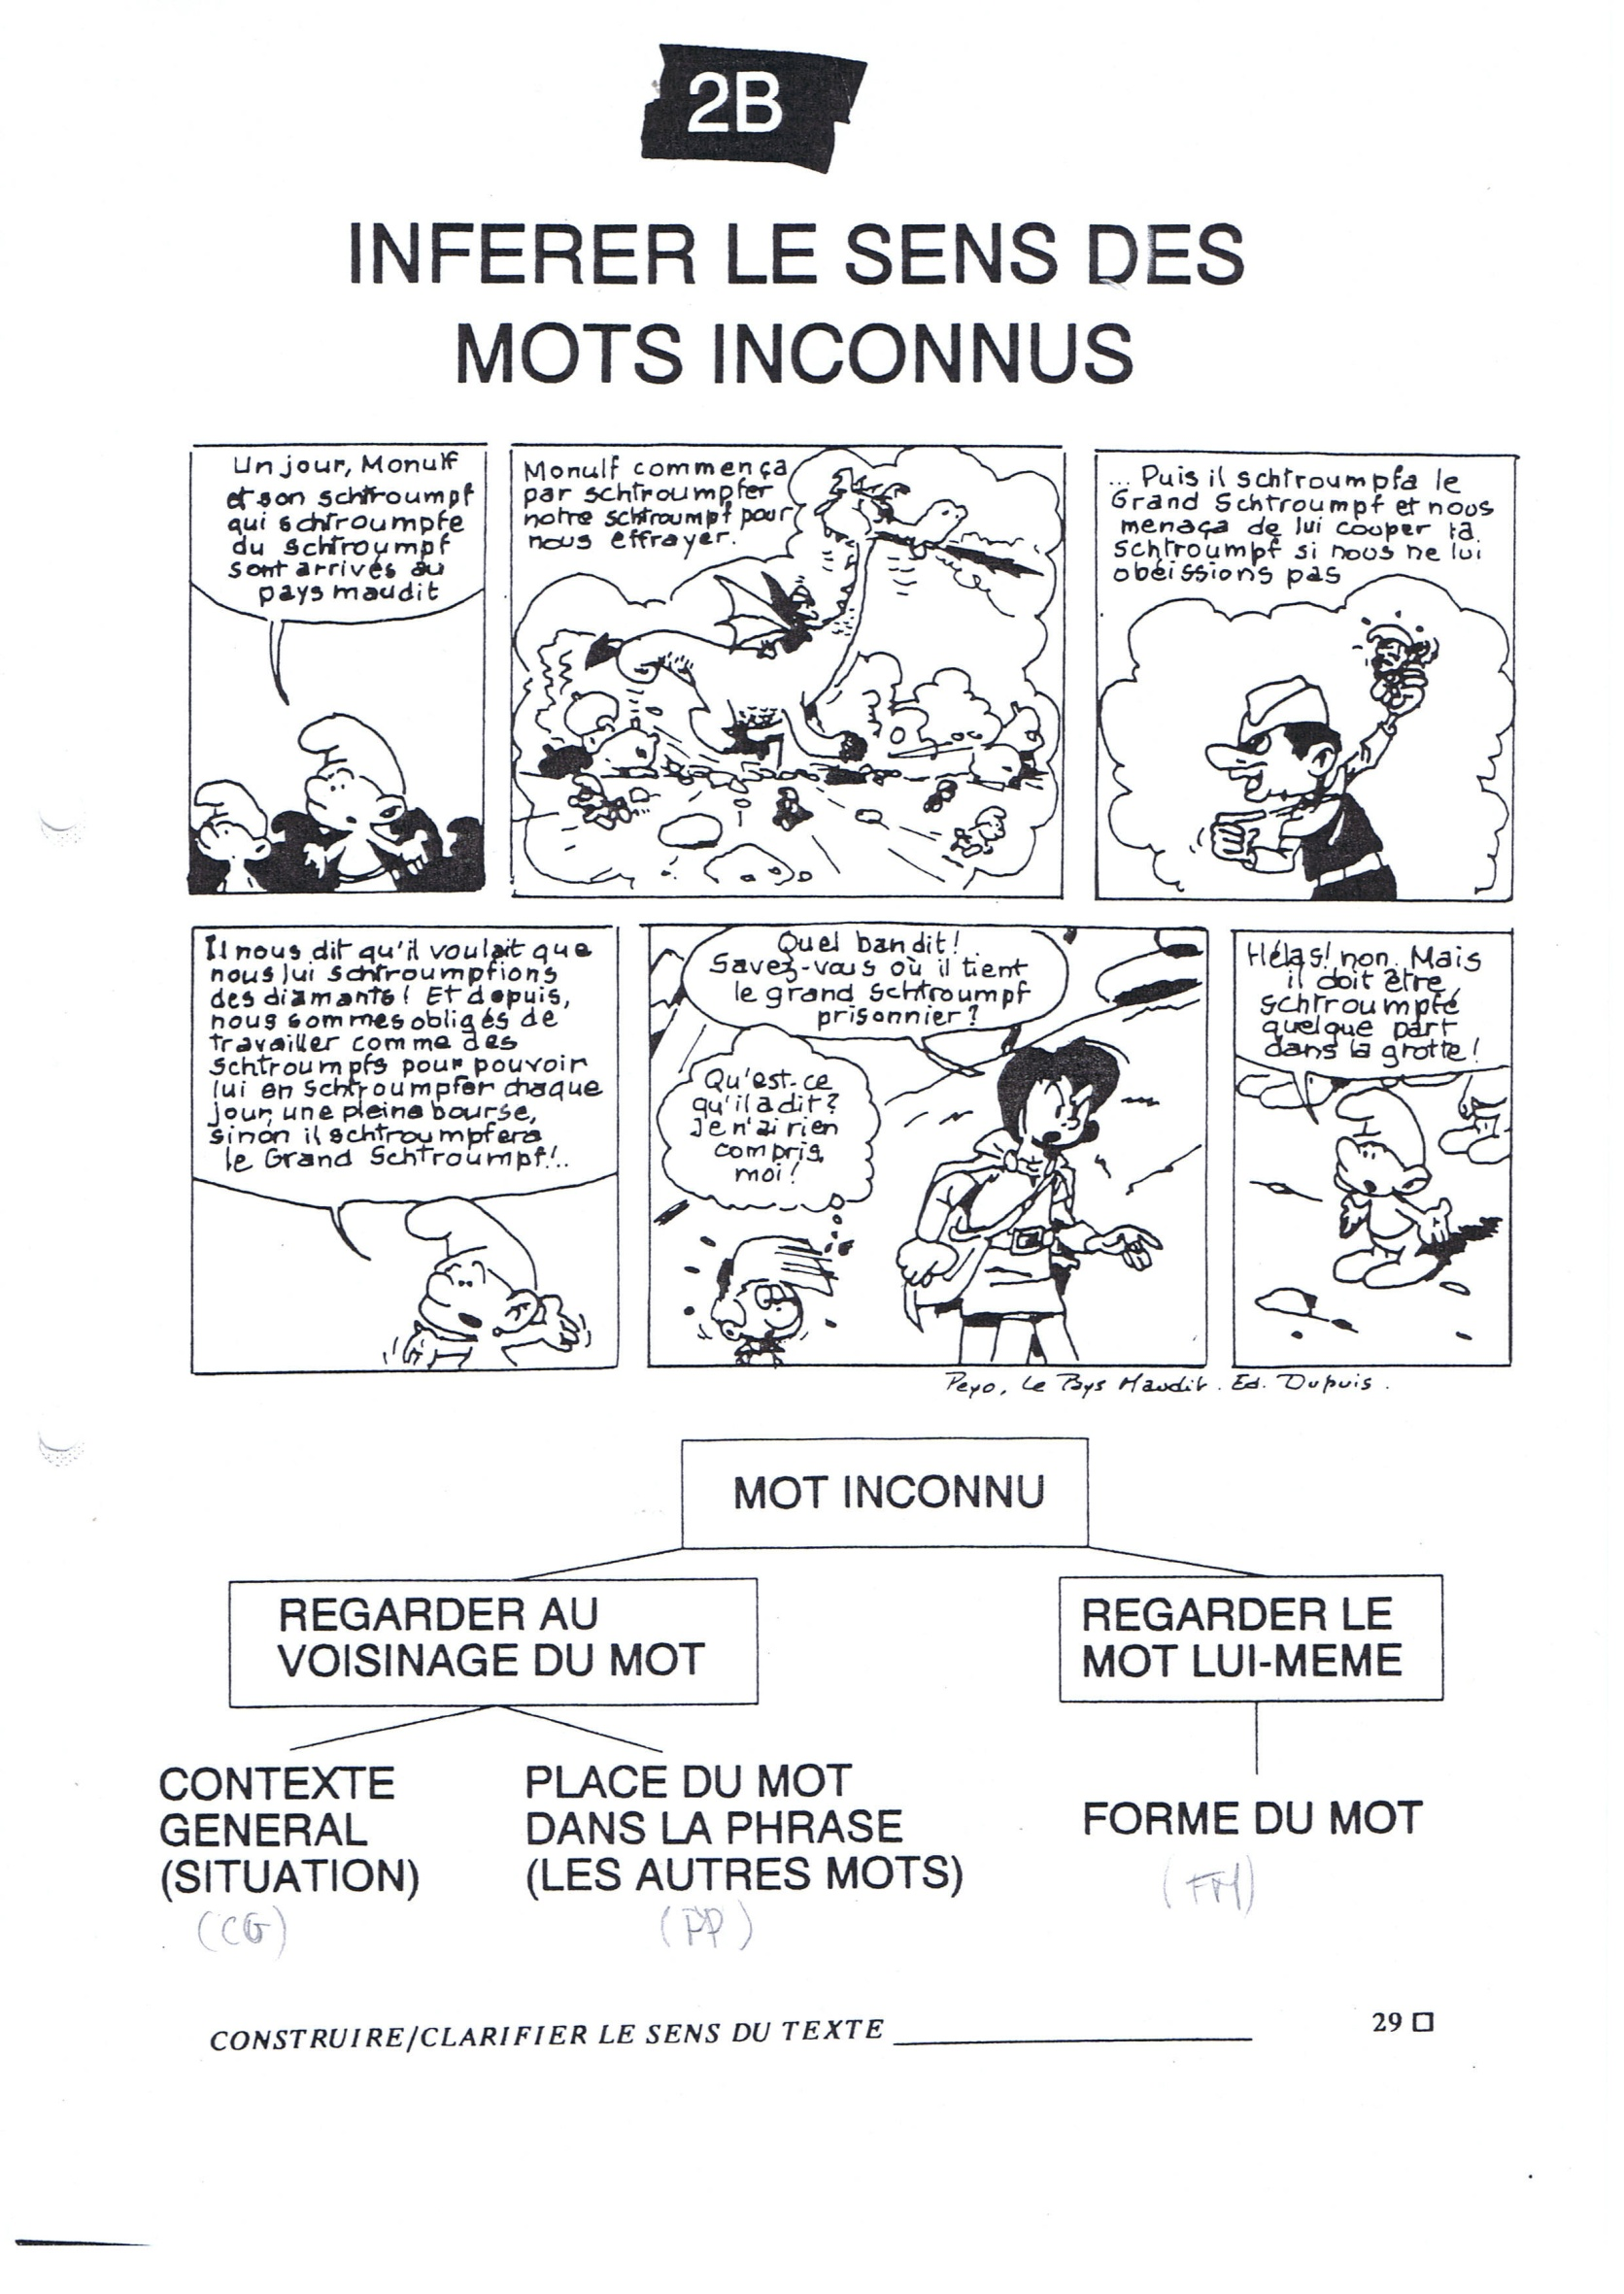 2B
INFERER LE SENS DES
MOTS INCONNUS
Un jour, Monulf
et son schtroumpf
qui schtroumpfe
du schtroumpf
sont arrivés au
pays maudit
Monulf commença
par schtroumpfer
notre schtroumpf pour
nous effrayer.
... Puis il schtroumpfa le
Grand Schtroumpf et nous
menaça de lui couper la
schtroumpf si nous ne lui
obéissions pas
Il nous dit qu'il voulait que
nous lui schtroumpfions
des diamants! Et depuis,
nous sommes obligés de
travailler comme des
schtroumpfs pour pouvoir
lui en schtroumpfer chaque
jour, une pleine bourse,
sinon il schtroumpfera
le Grand Schtroumpf!..
Quel bandit!
Savez-vous où il tient
le grand schtroumpf
prisonnier?
Qu'est-ce
qu'il a dit?
Je n'ai rien
compris,
moi!
Hélas! non. Mais
il doit être
schtroumpfé
quelque part
dans la grotte!
Peyo, Le Pays Maudit. Ed. Dupuis.
MOT INCONNU
REGARDER AU
VOISINAGE DU MOT
REGARDER LE
MOT LUI-MEME
CONTEXTE
GENERAL
(SITUATION)
(CG)
PLACE DU MOT
DANS LA PHRASE
(LES AUTRES MOTS)
(PP)
FORME DU MOT
(FM)
CONSTRUIRE/CLARIFIER LE SENS DU TEXTE
29